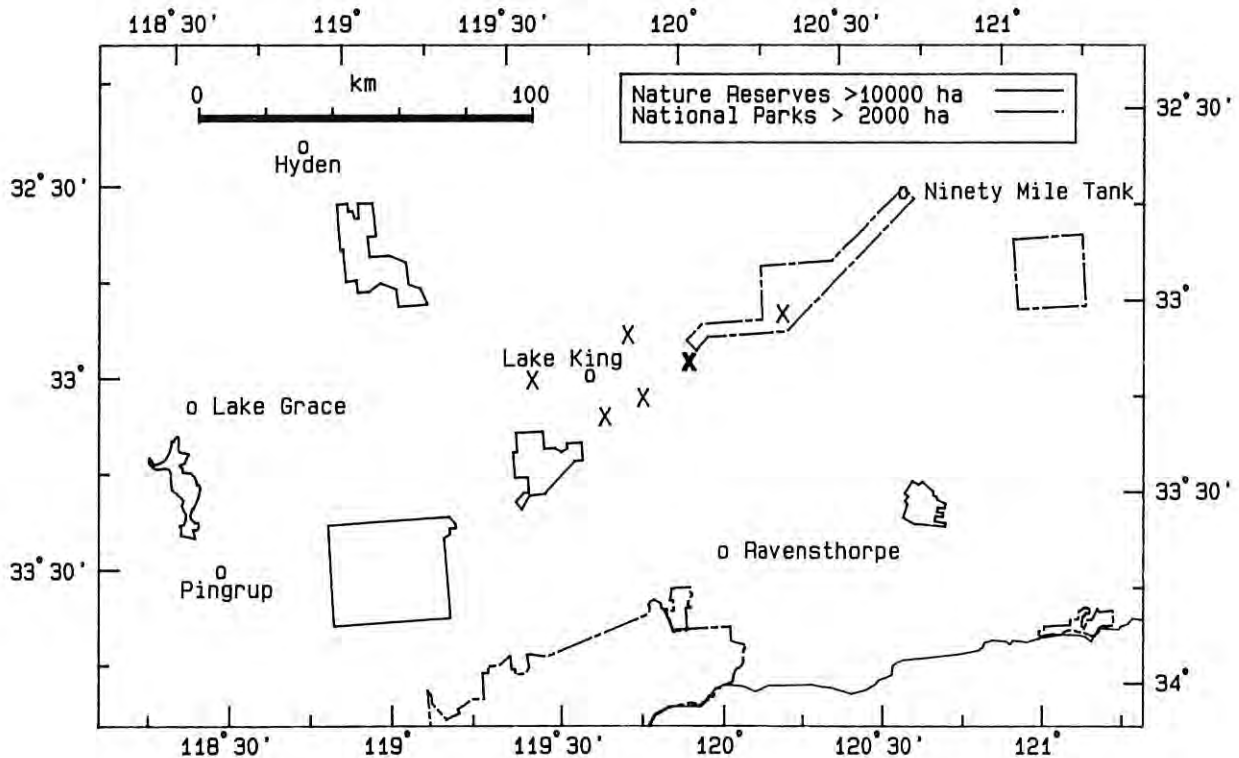 118°30' 119° 119°30' 120° 120°30' 121°
km
0 100
Nature Reserves >10000 ha
National Parks > 2000 ha
32°30'
Hyden
32°30'
Ninety Mile Tank
33°
X
X
Lake King
X
X
33°
X
Lake Grace
X
33°30'
Ravensthorpe
33°30'
Pingrup
34°
118°30' 119° 119°30' 120° 120°30' 121°